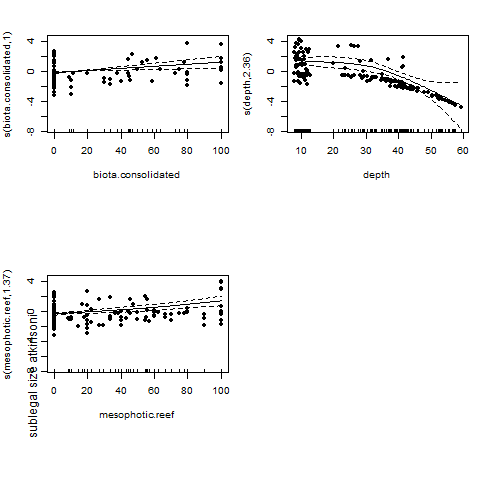 s(biota.consolidated,1)
4
0
-4
-8
0 20 40 60 80 100
biota.consolidated
s(depth,2.36)
4
0
-4
-8
10 20 30 40 50 60
depth
s(mesophotic.reef,1.37)
sublegal size atkinsoni
4
0
-4
-8
0 20 40 60 80 100
mesophotic.reef